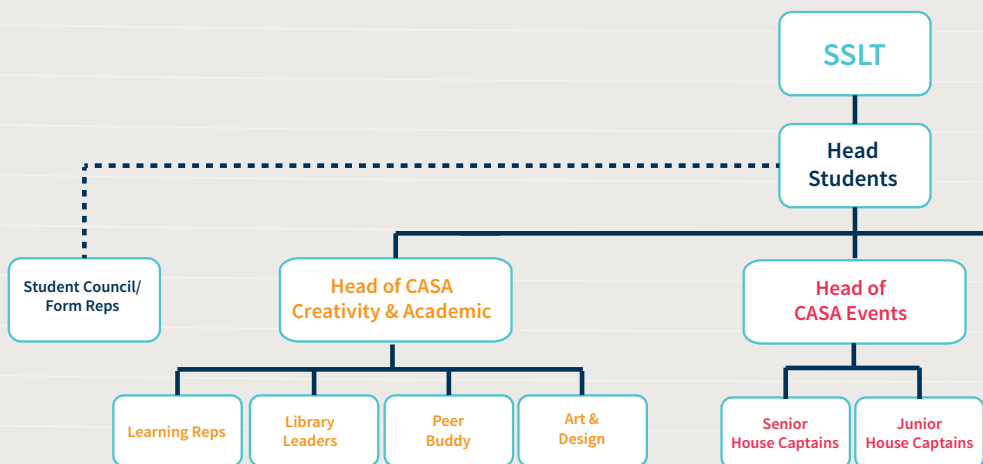 SSLT
Head
Students
Student Council/
Form Reps
Head of CASA
Creativity & Academic
Head of
CASA Events
Learning Reps
Library
Leaders
Peer
Buddy
Art &
Design
Senior
House Captains
Junior
House Captains